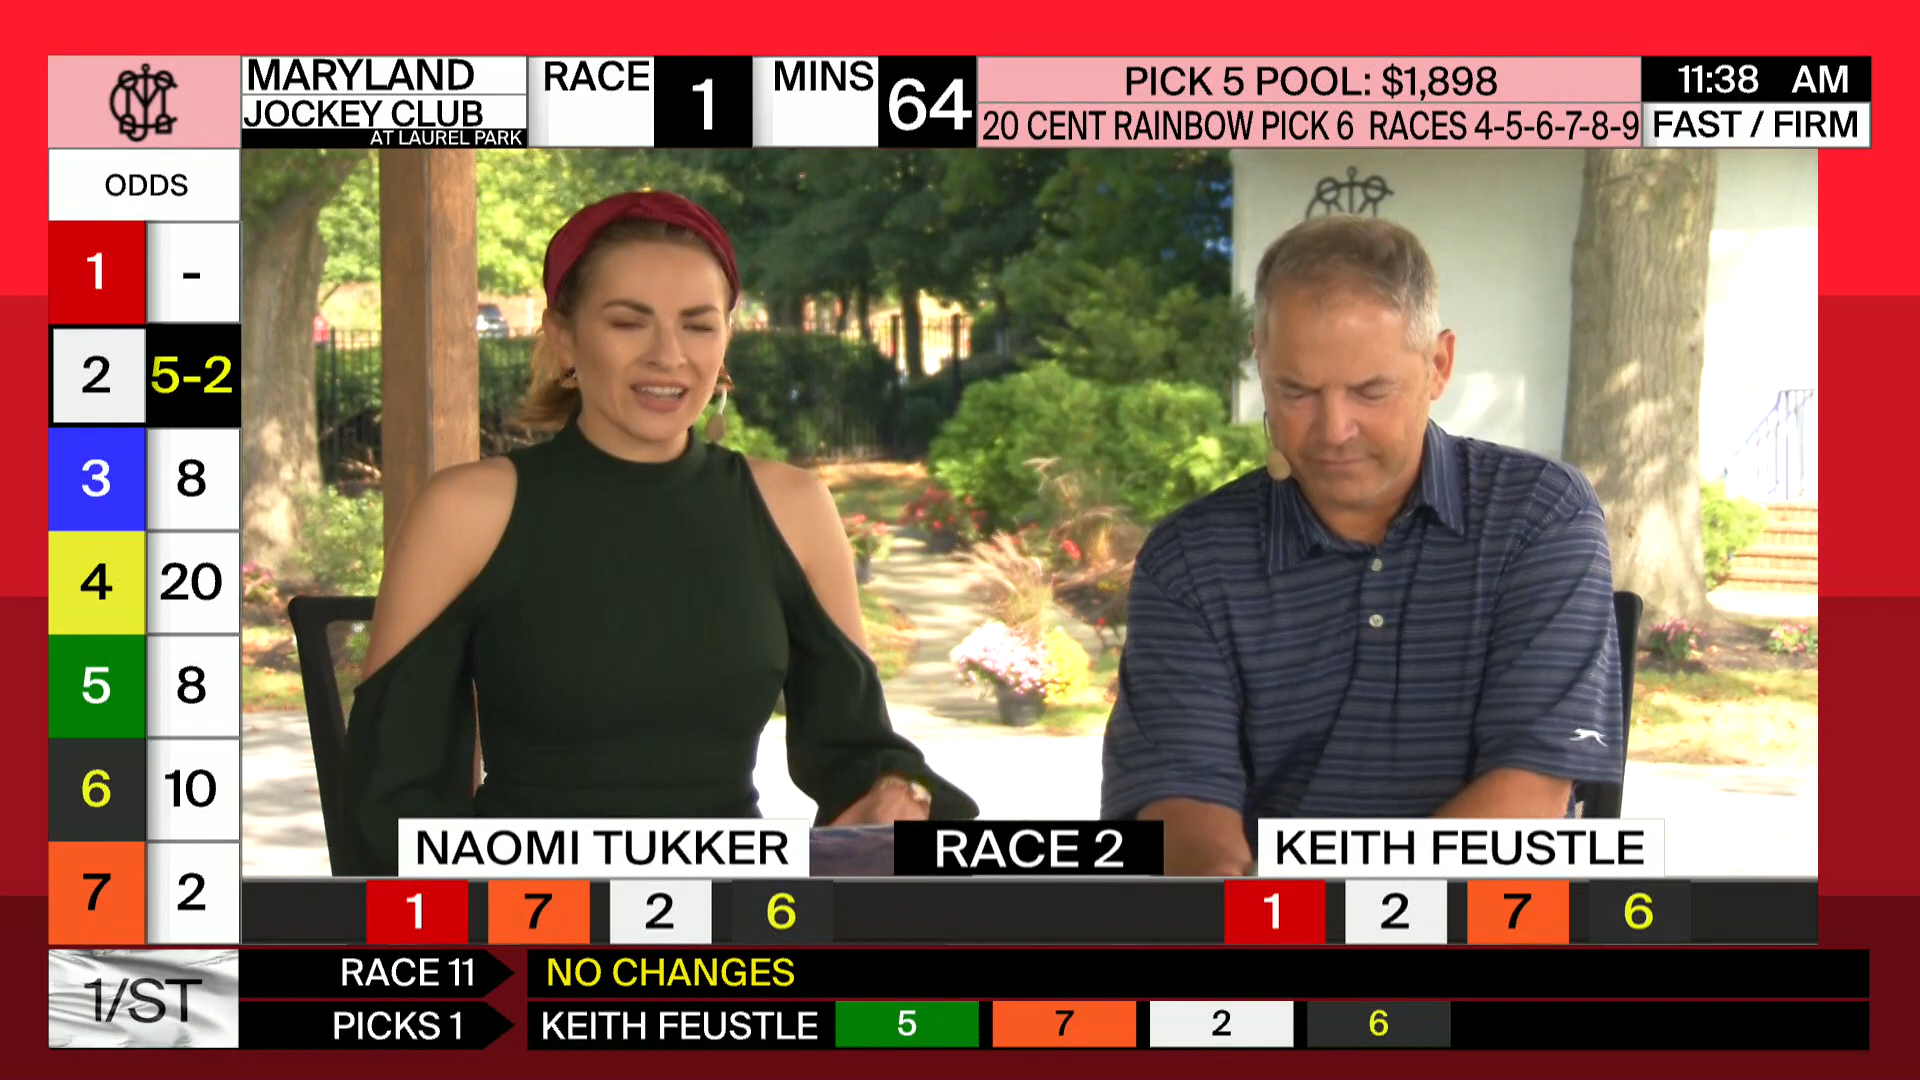 MARYLAND
JOCKEY CLUB
AT LAUREL PARK
RACE 1 MINS 64
PICK 5 POOL: $1,898
20 CENT RAINBOW PICK 6 RACES 4-5-6-7-8-9
11:38 AM
FAST / FIRM
ODDS
1 -
2 5-2
3 8
4 20
5 8
6 10
7 2
NAOMI TUKKER RACE 2 KEITH FEUSTLE
1 7 2 6 1 2 7 6
1/ST
RACE 11 NO CHANGES
PICKS 1 KEITH FEUSTLE 5 7 2 6